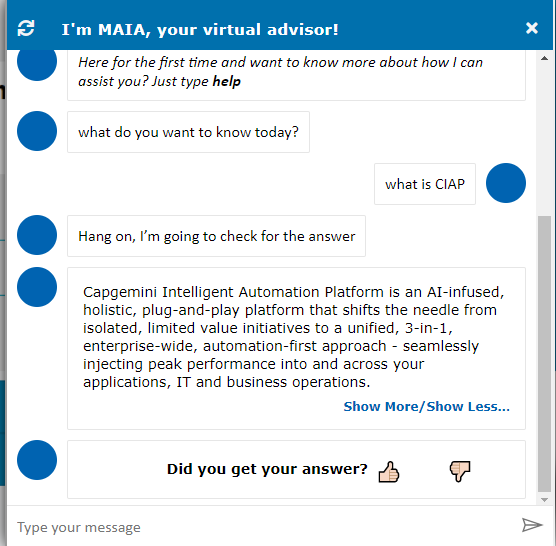 I'm MAIA, your virtual advisor!
Here for the first time and want to know more about how I can
assist you? Just type help
what do you want to know today?
what is CIAP
Hang on, I'm going to check for the answer
Capgemini Intelligent Automation Platform is an AI-infused,
holistic, plug-and-play platform that shifts the needle from
isolated, limited value initiatives to a unified, 3-in-1,
enterprise-wide, automation-first approach - seamlessly
injecting peak performance into and across your
applications, IT and business operations.
Show More/Show Less...
Did you get your answer?
Type your message